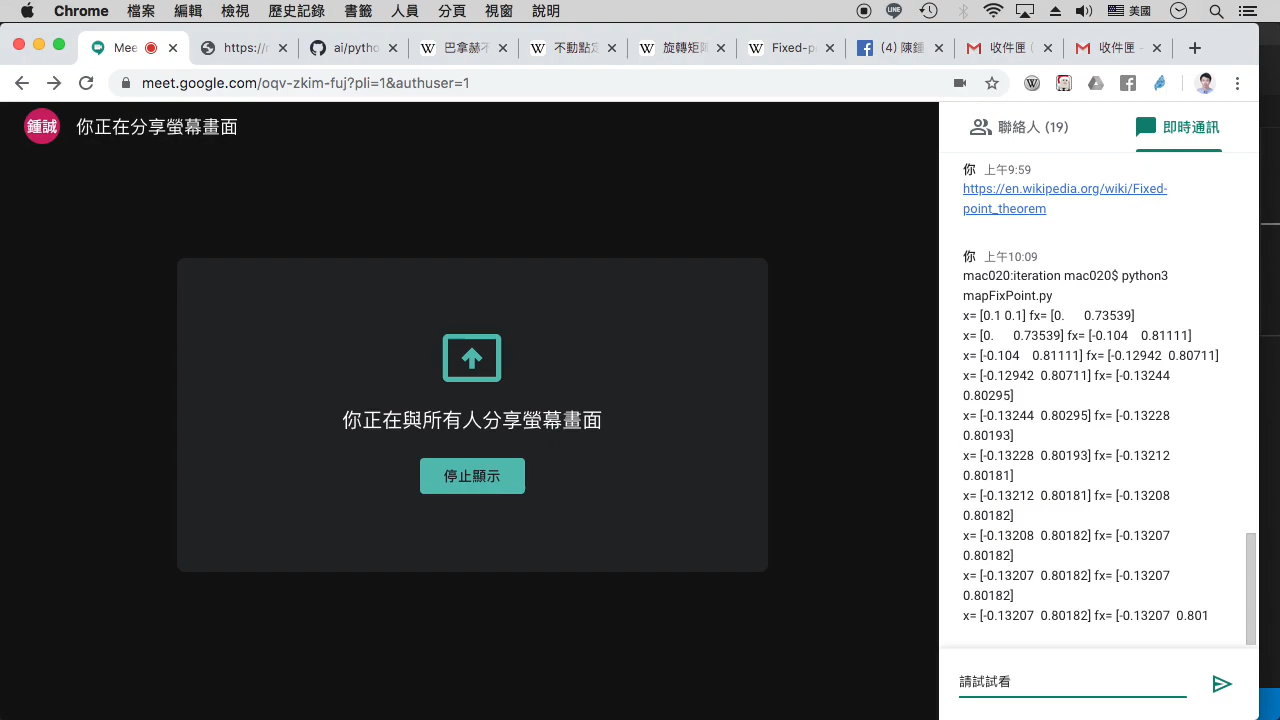 Chrome 檔案 編輯 檢視 歷史記錄 書籤 人員 分頁 視窗 說明 美國
Mee https://r ai/pytho 巴拿赫不 不動點定 旋轉矩陣 Fixed-p (4) 陳鍾 收件匣 ( 收件匣 -
meet.google.com/oqv-zkim-fuj?pli=1&authuser=1
鍾誠 你正在分享螢幕畫面
聯絡人 (19) 即時通訊
你 上午9:59
https://en.wikipedia.org/wiki/Fixed-
point_theorem
你 上午10:09
mac020:iteration mac020$ python3
mapFixPoint.py
x= [0.1 0.1] fx= [0. 0.73539]
x= [0. 0.73539] fx= [-0.104 0.81111]
x= [-0.104 0.81111] fx= [-0.12942 0.80711]
x= [-0.12942 0.80711] fx= [-0.13244
0.80295]
x= [-0.13244 0.80295] fx= [-0.13228
0.80193]
x= [-0.13228 0.80193] fx= [-0.13212
0.80181]
x= [-0.13212 0.80181] fx= [-0.13208
0.80182]
x= [-0.13208 0.80182] fx= [-0.13207
0.80182]
x= [-0.13207 0.80182] fx= [-0.13207
0.80182]
x= [-0.13207 0.80182] fx= [-0.13207 0.801
你正在與所有人分享螢幕畫面
停止顯示
請試試看